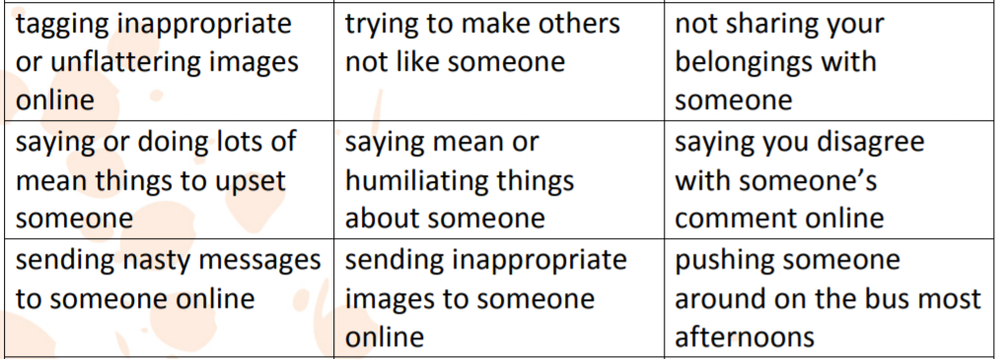 tagging inappropriate
or unflattering images
online
trying to make others
not like someone
not sharing your
belongings with
someone
saying or doing lots of
mean things to upset
someone
saying mean or
humiliating things
about someone
saying you disagree
with someone’s
comment online
sending nasty messages
to someone online
sending inappropriate
images to someone
online
pushing someone
around on the bus most
afternoons